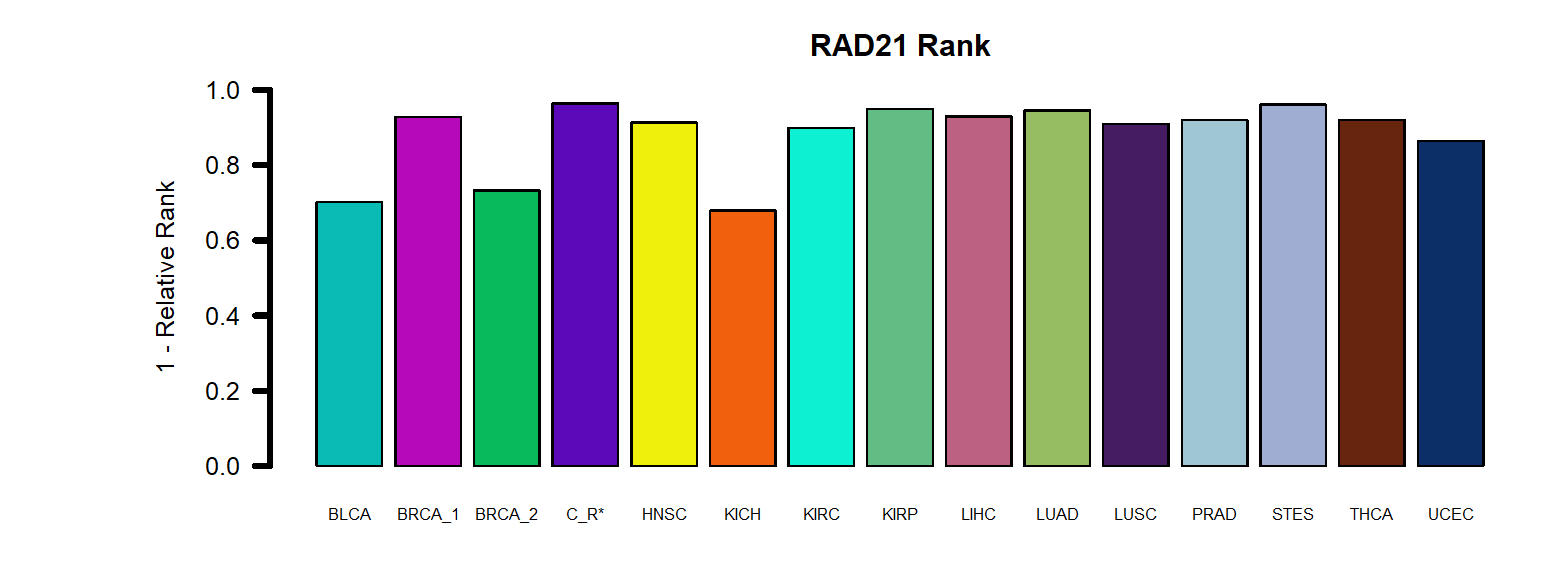 RAD21 Rank
1 - Relative Rank
1.0
0.8
0.6
0.4
0.2
0.0
BLCA BRCA_1 BRCA_2 C_R* HNSC KICH KIRC KIRP LIHC LUAD LUSC PRAD STES THCA UCEC